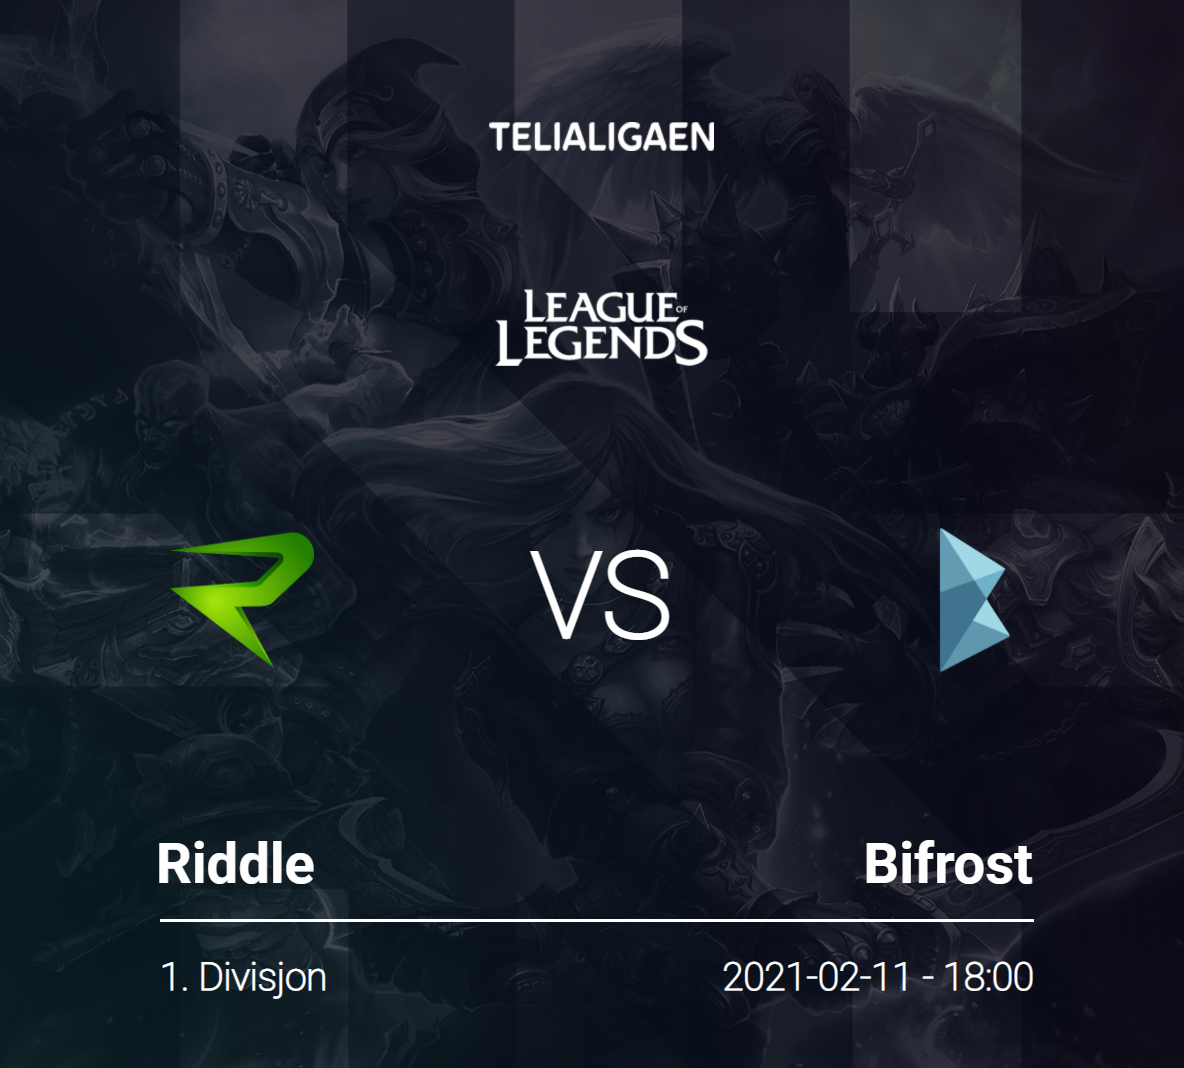 TELIALIGAEN
LEAGUE OF
LEGENDS
VS
Riddle
Bifrost
1. Divisjon
2021-02-11 - 18:00